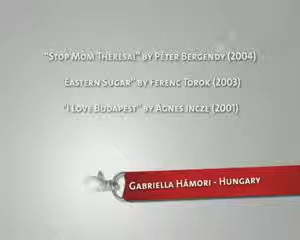 "Stop Mom Theresa!" by Péter Bergendy (2004)
Eastern Sugar" by Ferenc Torok (2003)
"I Love Budapest" by Agnes Incze (2001)
Gabriella Hámori - Hungary